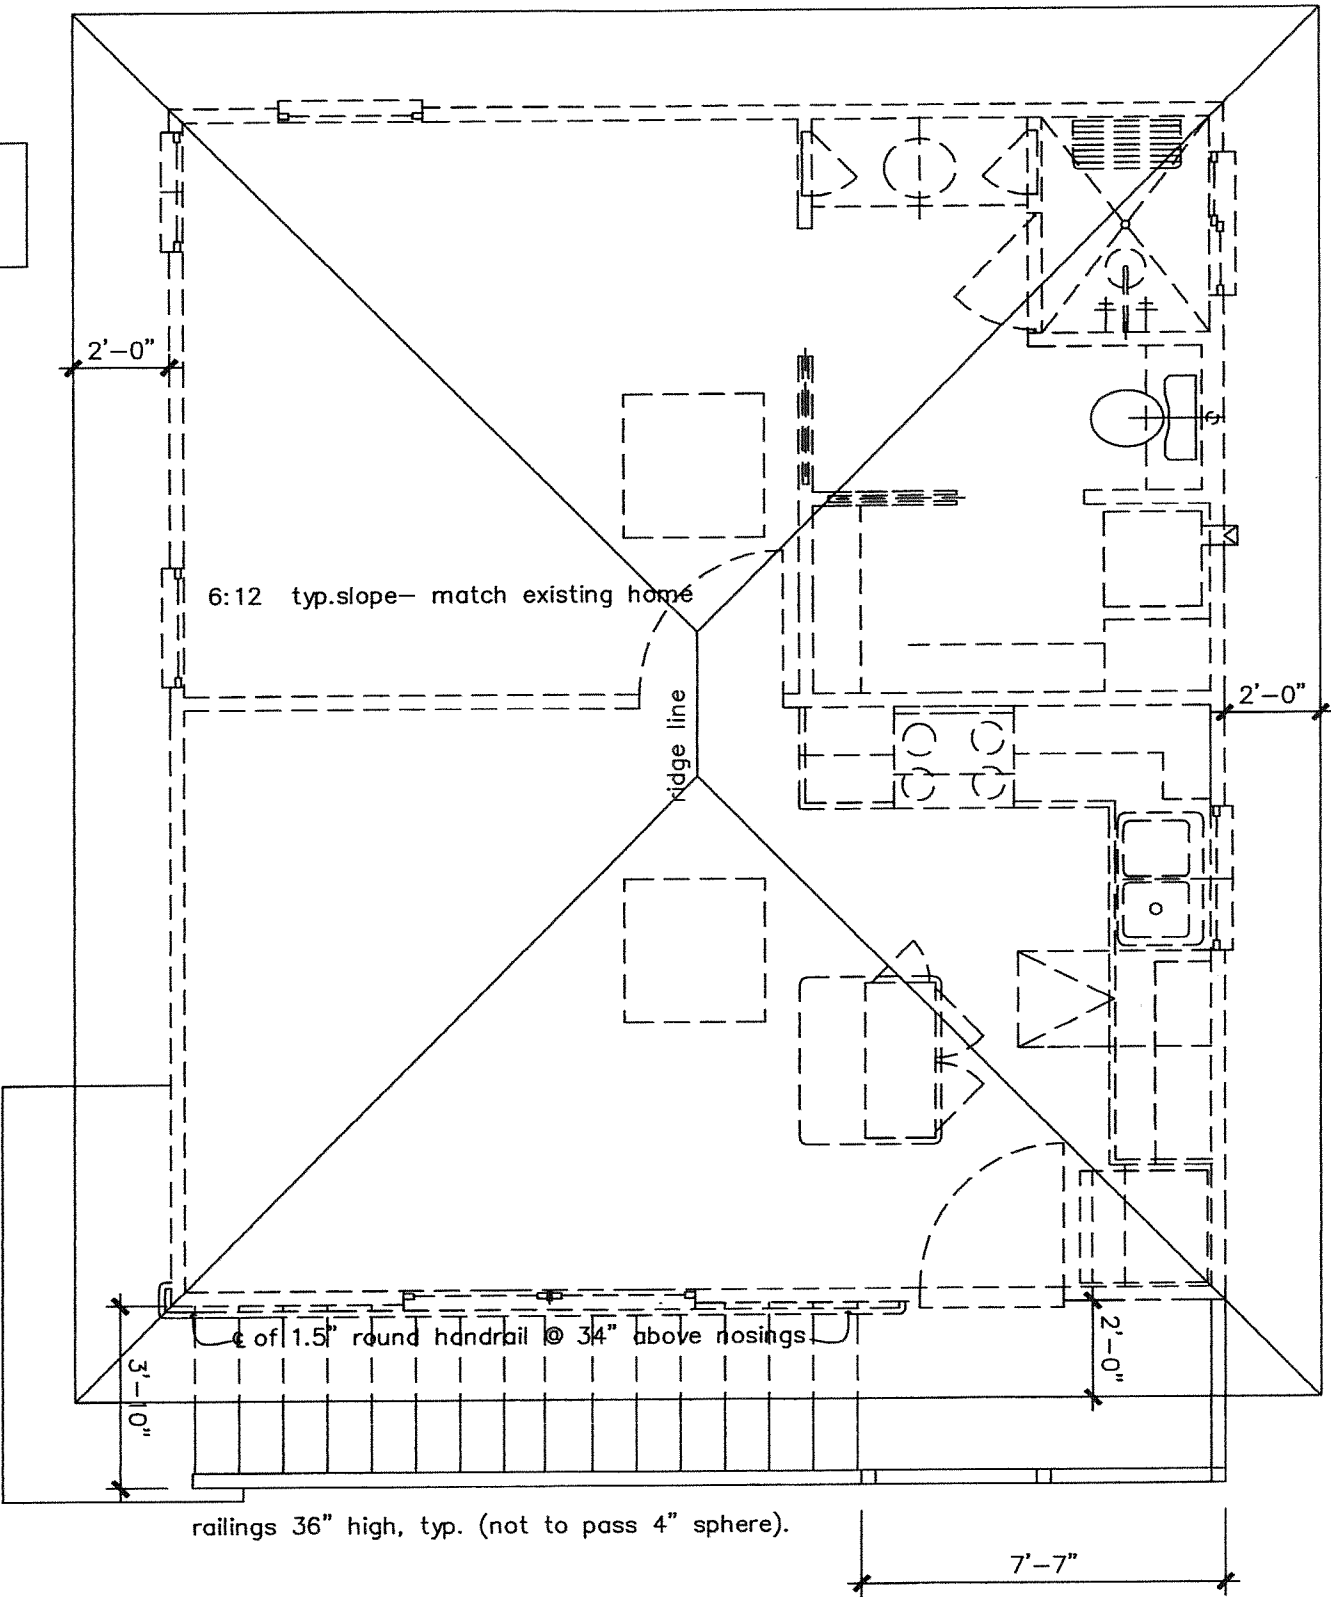 2'-0"
6:12 typ.slope- match existing home
ridge line
2'-0"
℄ of 1.5" round handrail @ 34" above nosings
2'-0"
3'-10"
railings 36" high, typ. (not to pass 4" sphere).
7'-7"